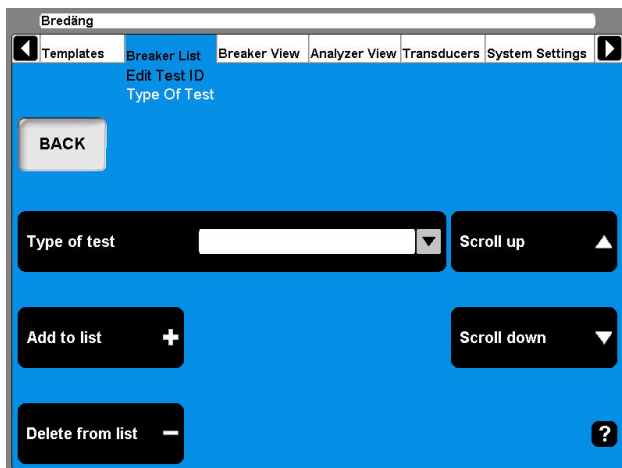 Bredäng
Templates Breaker List Breaker View Analyzer View Transducers System Settings
Edit Test ID
Type Of Test
BACK
Type of test
Scroll up
Add to list +
Scroll down
Delete from list −
?